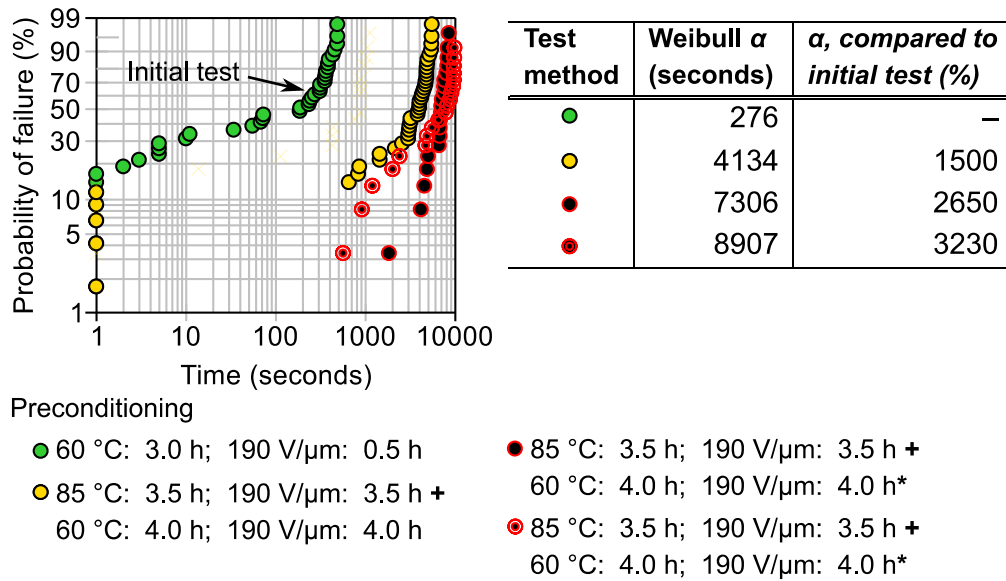 99
90
70
50
30
10
5
1
Probability of failure (%)
Initial test
1 10 100 1000 10000
Time (seconds)
Test method Weibull α (seconds) α, compared to initial test (%)
276 –
4134 1500
7306 2650
8907 3230
Preconditioning
60 °C: 3.0 h; 190 V/µm: 0.5 h
85 °C: 3.5 h; 190 V/µm: 3.5 h +
60 °C: 4.0 h; 190 V/µm: 4.0 h
85 °C: 3.5 h; 190 V/µm: 3.5 h +
60 °C: 4.0 h; 190 V/µm: 4.0 h*
85 °C: 3.5 h; 190 V/µm: 3.5 h +
60 °C: 4.0 h; 190 V/µm: 4.0 h*